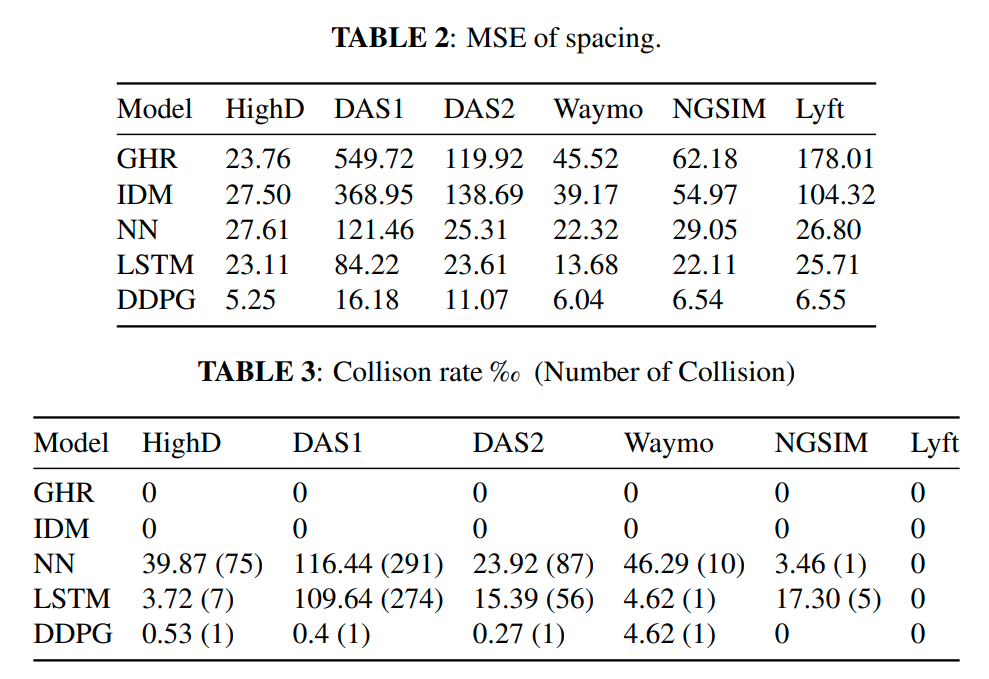 TABLE 2: MSE of spacing.
Model HighD DAS1 DAS2 Waymo NGSIM Lyft
GHR 23.76 549.72 119.92 45.52 62.18 178.01
IDM 27.50 368.95 138.69 39.17 54.97 104.32
NN 27.61 121.46 25.31 22.32 29.05 26.80
LSTM 23.11 84.22 23.61 13.68 22.11 25.71
DDPG 5.25 16.18 11.07 6.04 6.54 6.55
TABLE 3: Collison rate ‰ (Number of Collision)
Model HighD DAS1 DAS2 Waymo NGSIM Lyft
GHR 0 0 0 0 0 0
IDM 0 0 0 0 0 0
NN 39.87 (75) 116.44 (291) 23.92 (87) 46.29 (10) 3.46 (1) 0
LSTM 3.72 (7) 109.64 (274) 15.39 (56) 4.62 (1) 17.30 (5) 0
DDPG 0.53 (1) 0.4 (1) 0.27 (1) 4.62 (1) 0 0